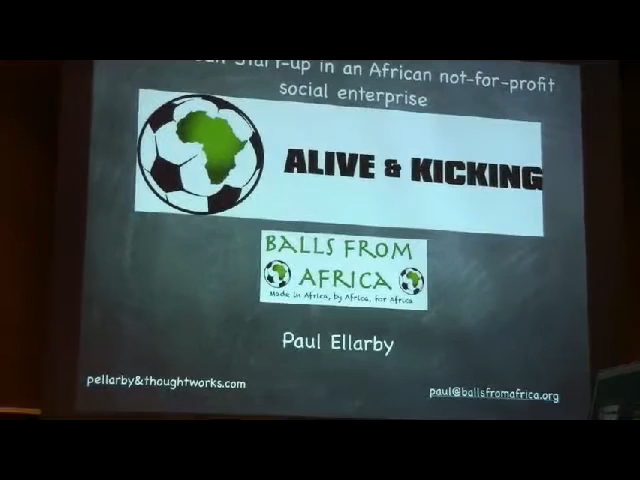 Start-up in an African not-for-profit
social enterprise
ALIVE & KICKING
BALLS FROM
AFRICA
Made in Africa, by Africa, for Africa
Paul Ellarby
pellarby&thoughtworks.com
paul@ballsfromafrica.org